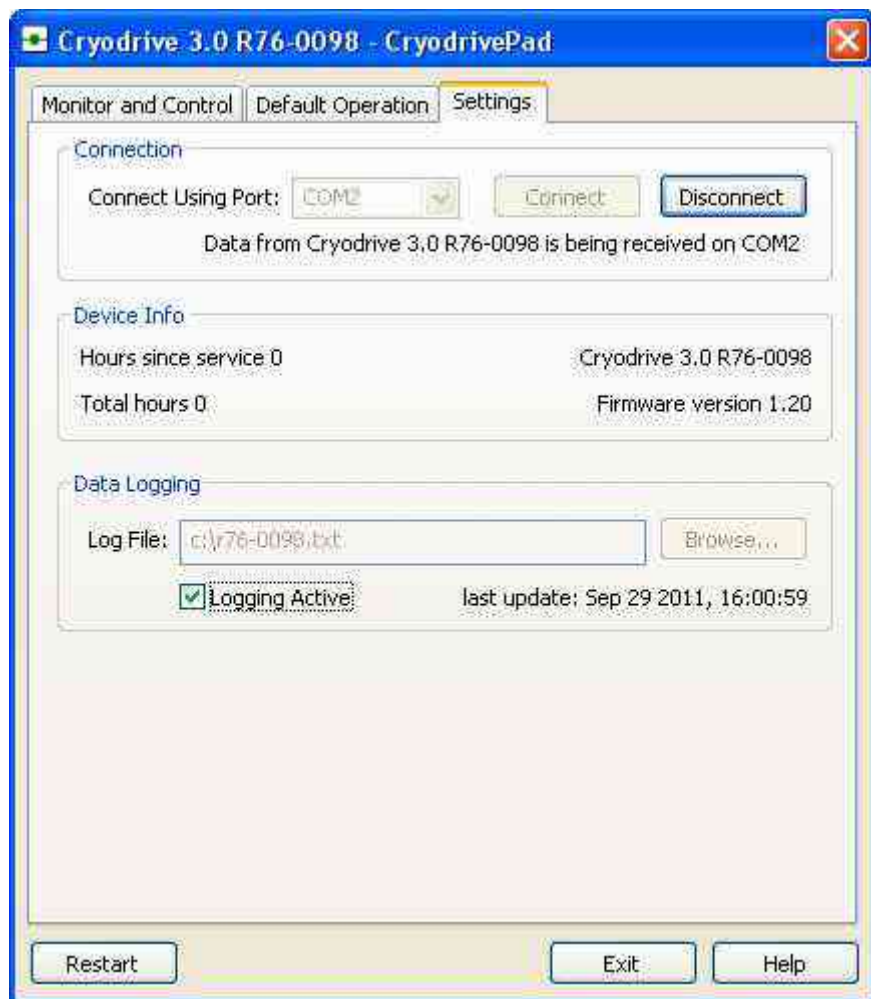 Cryodrive 3.0 R76-0098 - CryodrivePad
Monitor and Control Default Operation Settings
Connection
Connect Using Port: COM2 Connect Disconnect
Data from Cryodrive 3.0 R76-0098 is being received on COM2
Device Info
Hours since service 0 Cryodrive 3.0 R76-0098
Total hours 0 Firmware version 1.20
Data Logging
Log File: c:\r76-0098.txt Browse...
Logging Active last update: Sep 29 2011, 16:00:59
Restart Exit Help